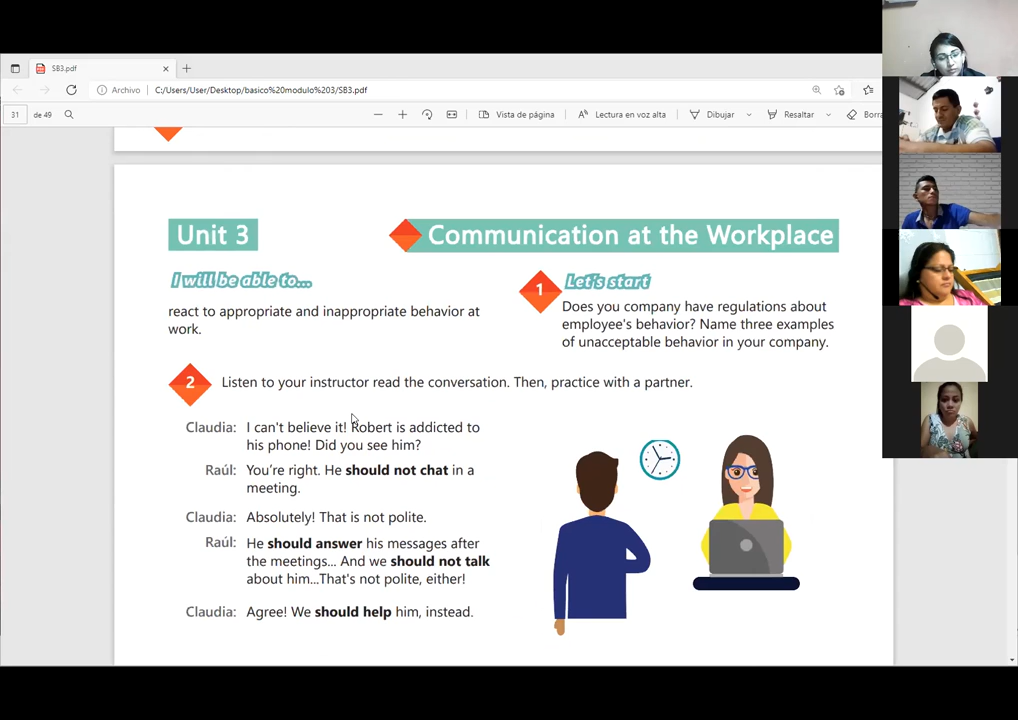 SB3.pdf
Archivo C:/Users/User/Desktop/basico%20modulo%203/SB3.pdf
31 de 49 Vista de página Lectura en voz alta Dibujar Resaltar Borra
Unit 3
Communication at the Workplace
I will be able to...
react to appropriate and inappropriate behavior at
work.
1 Let's start
Does you company have regulations about
employee's behavior? Name three examples
of unacceptable behavior in your company.
2 Listen to your instructor read the conversation. Then, practice with a partner.
Claudia: I can't believe it! Robert is addicted to
his phone! Did you see him?
Raúl: You're right. He should not chat in a
meeting.
Claudia: Absolutely! That is not polite.
Raúl: He should answer his messages after
the meetings... And we should not talk
about him...That's not polite, either!
Claudia: Agree! We should help him, instead.